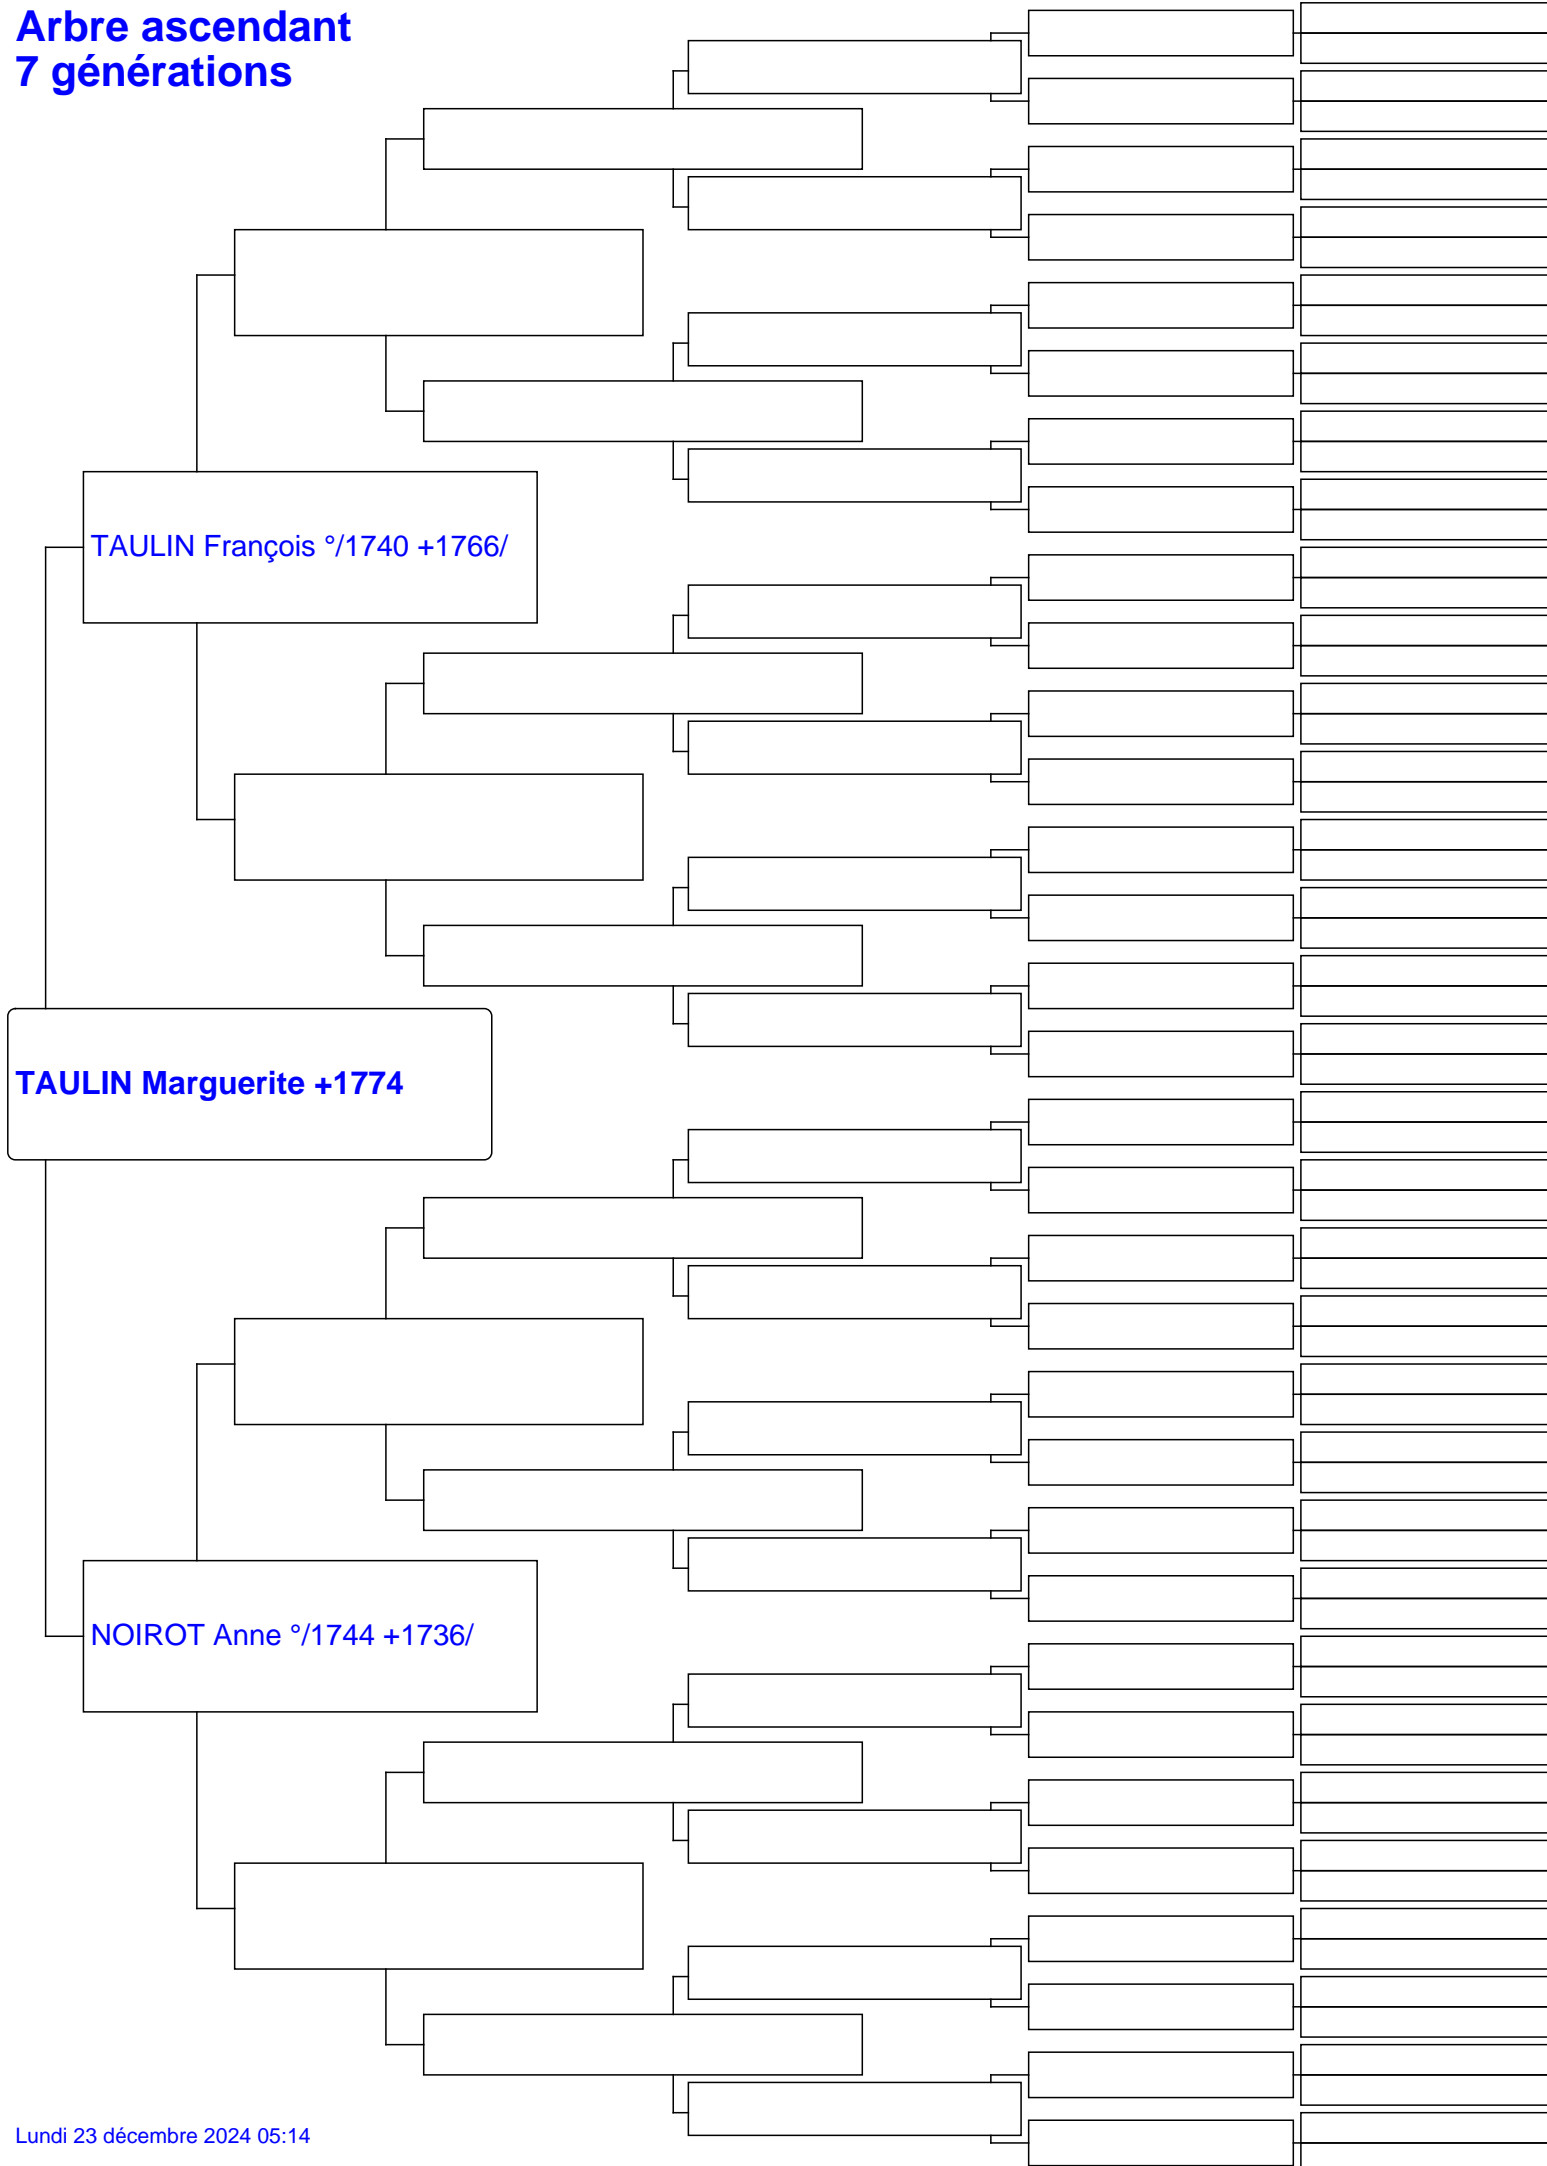 Arbre ascendant
7 générations
TAULIN François °/1740 +1766/
TAULIN Marguerite +1774
NOIROT Anne °/1744 +1736/
Lundi 23 décembre 2024 05:14